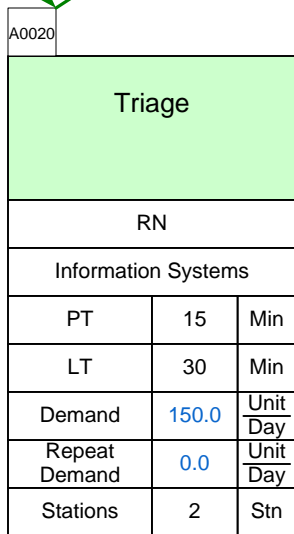 A0020
Triage
RN
Information Systems
PT 15 Min
LT 30 Min
Demand 150.0 Unit
Day
Repeat
Demand 0.0 Unit
Day
Stations 2 Stn